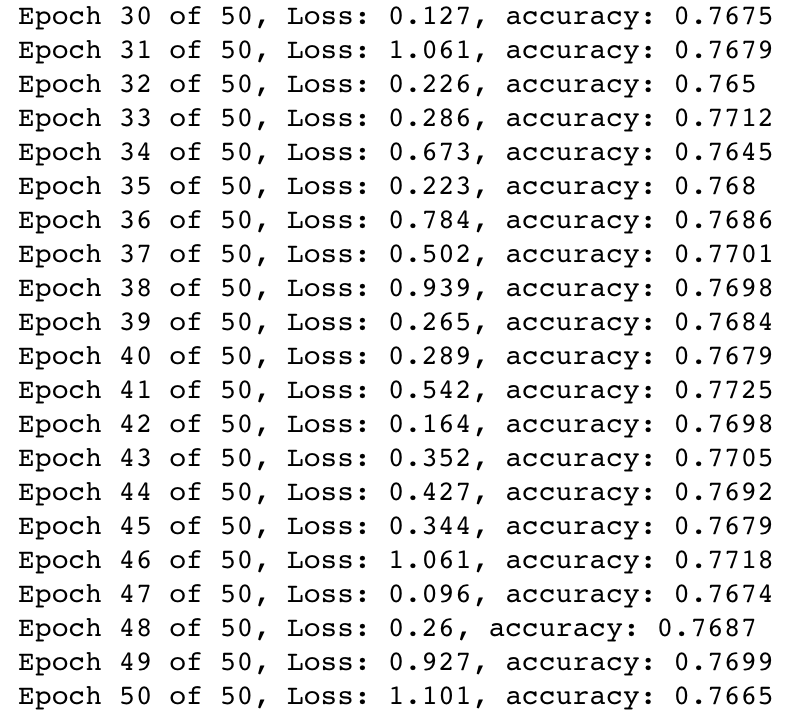 Epoch 30 of 50, Loss: 0.127, accuracy: 0.7675
Epoch 31 of 50, Loss: 1.061, accuracy: 0.7679
Epoch 32 of 50, Loss: 0.226, accuracy: 0.765
Epoch 33 of 50, Loss: 0.286, accuracy: 0.7712
Epoch 34 of 50, Loss: 0.673, accuracy: 0.7645
Epoch 35 of 50, Loss: 0.223, accuracy: 0.768
Epoch 36 of 50, Loss: 0.784, accuracy: 0.7686
Epoch 37 of 50, Loss: 0.502, accuracy: 0.7701
Epoch 38 of 50, Loss: 0.939, accuracy: 0.7698
Epoch 39 of 50, Loss: 0.265, accuracy: 0.7684
Epoch 40 of 50, Loss: 0.289, accuracy: 0.7679
Epoch 41 of 50, Loss: 0.542, accuracy: 0.7725
Epoch 42 of 50, Loss: 0.164, accuracy: 0.7698
Epoch 43 of 50, Loss: 0.352, accuracy: 0.7705
Epoch 44 of 50, Loss: 0.427, accuracy: 0.7692
Epoch 45 of 50, Loss: 0.344, accuracy: 0.7679
Epoch 46 of 50, Loss: 1.061, accuracy: 0.7718
Epoch 47 of 50, Loss: 0.096, accuracy: 0.7674
Epoch 48 of 50, Loss: 0.26, accuracy: 0.7687
Epoch 49 of 50, Loss: 0.927, accuracy: 0.7699
Epoch 50 of 50, Loss: 1.101, accuracy: 0.7665